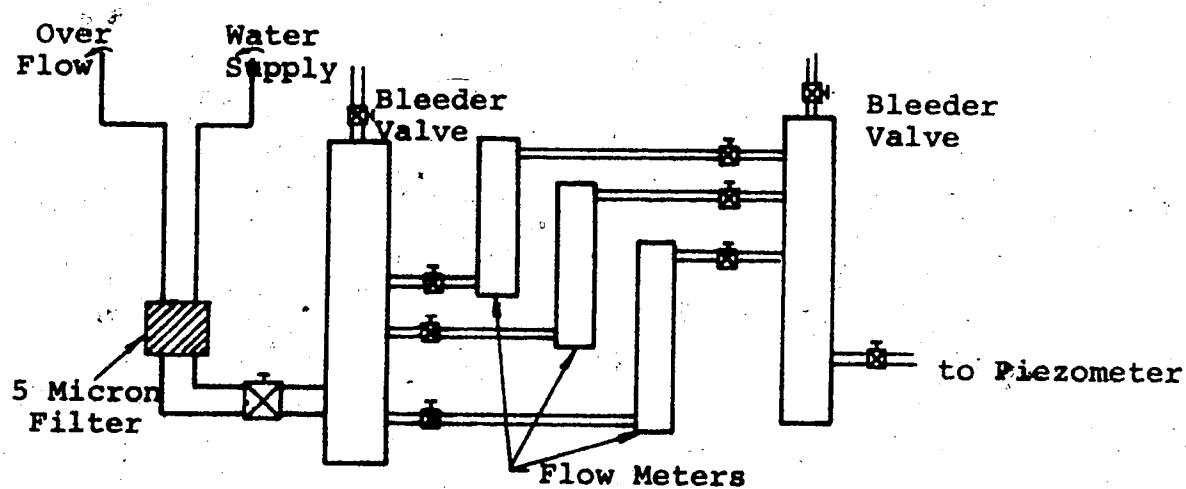 Over
Flow
Water
Supply
Bleeder
Valve
Bleeder
Valve
5 Micron
Filter
to Piezometer
Flow Meters